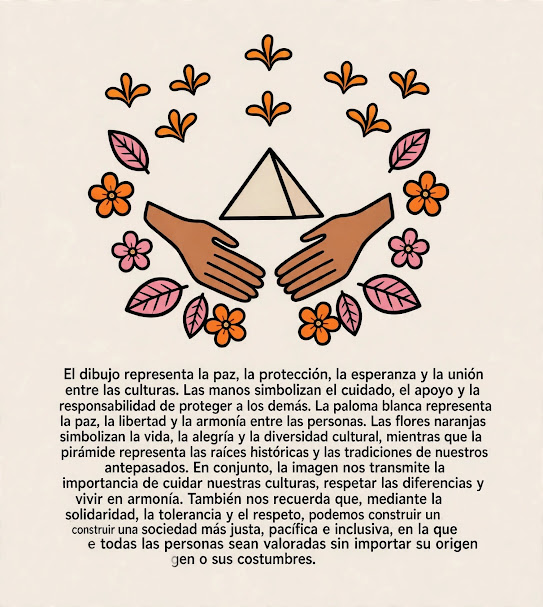 El dibujo representa la paz, la protección, la esperanza y la unión
entre las culturas. Las manos simbolizan el cuidado, el apoyo y la
responsabilidad de proteger a los demás. La paloma blanca representa
la paz, la libertad y la armonía entre las personas. Las flores naranjas
simbolizan la vida, la alegría y la diversidad cultural, mientras que la
pirámide representa las raíces históricas y las tradiciones de nuestros
antepasados. En conjunto, la imagen nos transmite la
importancia de cuidar nuestras culturas, respetar las diferencias y
vivir en armonía. También nos recuerda que, mediante la
solidaridad, la tolerancia y el respeto, podemos construir un
construir una sociedad más justa, pacífica e inclusiva, en la que
e todas las personas sean valoradas sin importar su origen
gen o sus costumbres.